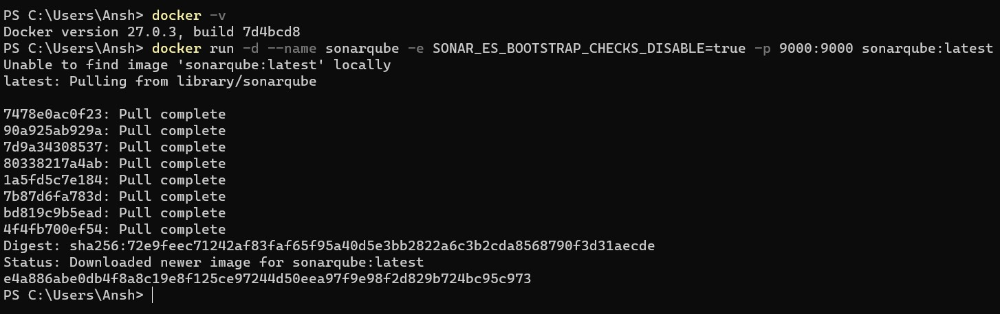 PS C:\Users\Ansh> docker -v
Docker version 27.0.3, build 7d4bcd8
PS C:\Users\Ansh> docker run -d --name sonarqube -e SONAR_ES_BOOTSTRAP_CHECKS_DISABLE=true -p 9000:9000 sonarqube:latest
Unable to find image 'sonarqube:latest' locally
latest: Pulling from library/sonarqube
7478e0ac0f23: Pull complete
90a925ab929a: Pull complete
7d9a34308537: Pull complete
80338217a4ab: Pull complete
1a5fd5c7e184: Pull complete
7b87d6fa783d: Pull complete
bd819c9b5ead: Pull complete
4f4fb700ef54: Pull complete
Digest: sha256:72e9feec71242af83faf65f95a40d5e3bb2822a6c3b2cda8568790f3d31aecde
Status: Downloaded newer image for sonarqube:latest
e4a886abe0db4f8a8c19e8f125ce97244d50eea97f9e98f2d829b724bc95c973
PS C:\Users\Ansh>